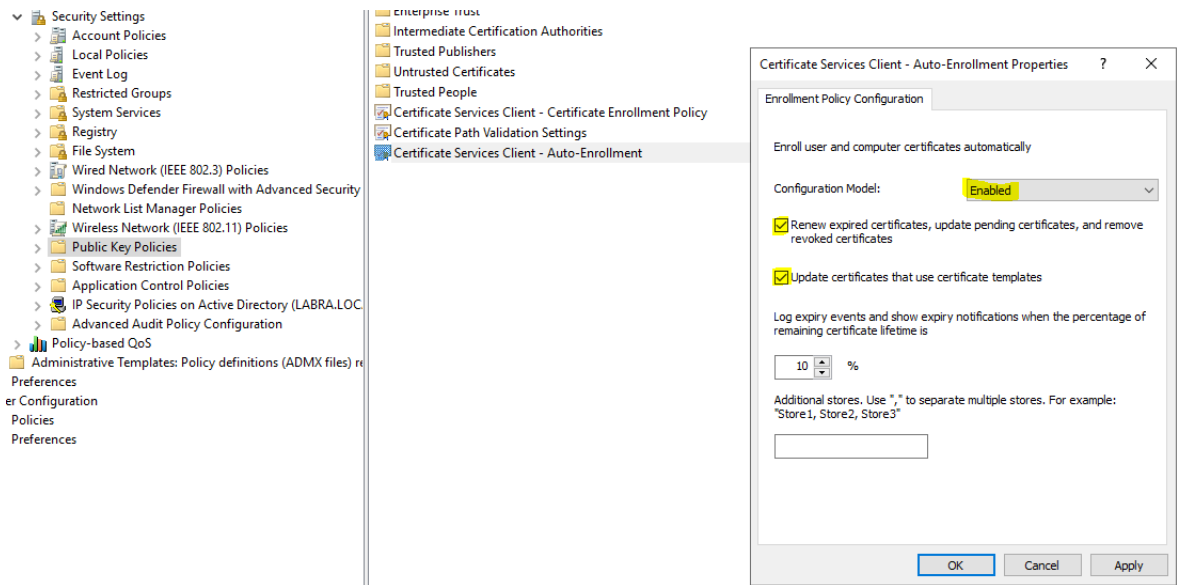 Security Settings
Account Policies
Local Policies
Event Log
Restricted Groups
System Services
Registry
File System
Wired Network (IEEE 802.3) Policies
Windows Defender Firewall with Advanced Security
Network List Manager Policies
Wireless Network (IEEE 802.11) Policies
Public Key Policies
Software Restriction Policies
Application Control Policies
IP Security Policies on Active Directory (LABRA.LOC
Advanced Audit Policy Configuration
Policy-based QoS
Administrative Templates: Policy definitions (ADMX files) re
Preferences
er Configuration
Policies
Preferences
Enterprise Trust
Intermediate Certification Authorities
Trusted Publishers
Untrusted Certificates
Trusted People
Certificate Services Client - Certificate Enrollment Policy
Certificate Path Validation Settings
Certificate Services Client - Auto-Enrollment
Certificate Services Client - Auto-Enrollment Properties ?
Enrollment Policy Configuration
Enroll user and computer certificates automatically
Configuration Model: Enabled
Renew expired certificates, update pending certificates, and remove
revoked certificates
Update certificates that use certificate templates
Log expiry events and show expiry notifications when the percentage of
remaining certificate lifetime is
10 %
Additional stores. Use "," to separate multiple stores. For example:
"Store1, Store2, Store3"
OK Cancel Apply